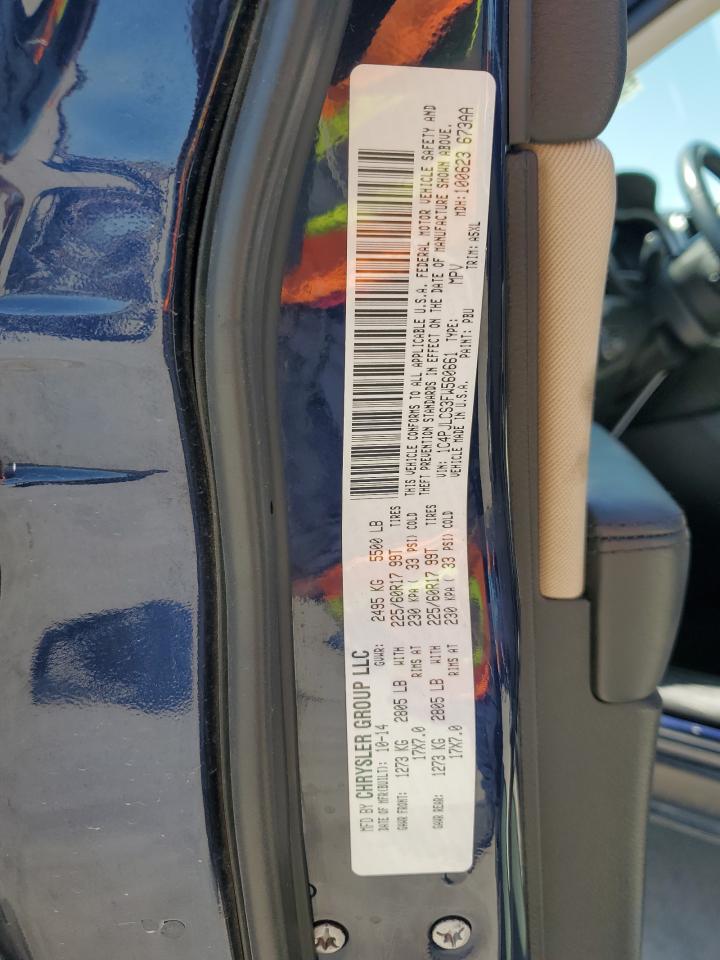 MFD BY CHRYSLER GROUP LLC
DATE OF MFR(BUILT): 10-14 GVWR: 2495 KG 5500 LB
GAWR FRONT: 1273 KG 2805 LB WITH 225/60R17 99T TIRES
17X7.0 RIMS AT 230 KPA ( 33 PSI) COLD
GAWR REAR: 1273 KG 2805 LB WITH 225/60R17 99T TIRES
17X7.0 RIMS AT 230 KPA ( 33 PSI) COLD
THIS VEHICLE CONFORMS TO ALL APPLICABLE U.S.A. FEDERAL MOTOR VEHICLE SAFETY AND
THEFT PREVENTION STANDARDS IN EFFECT ON THE DATE OF MANUFACTURE SHOWN ABOVE.
VIN: 1C4PJLCS3FW560661 TYPE: MPV MDH:100623 673AA
VEHICLE MADE IN U.S.A. PAINT: PBU TRIM: A5XL